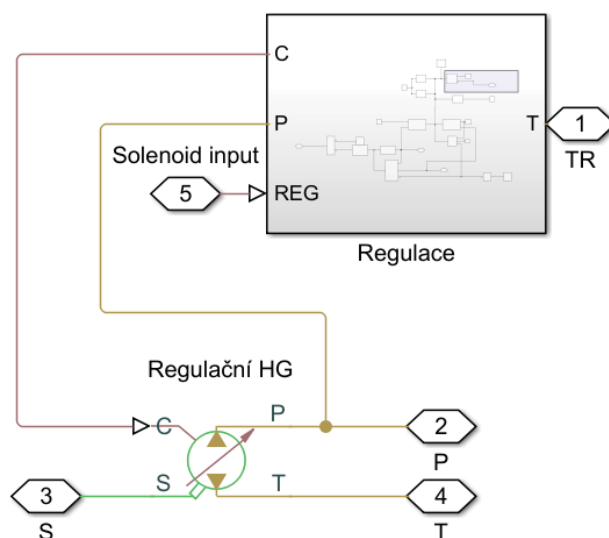 C
P
T
1
Solenoid input
TR
5
REG
Regulace
Regulační HG
C
P
2
P
3
S
T
4
S
T